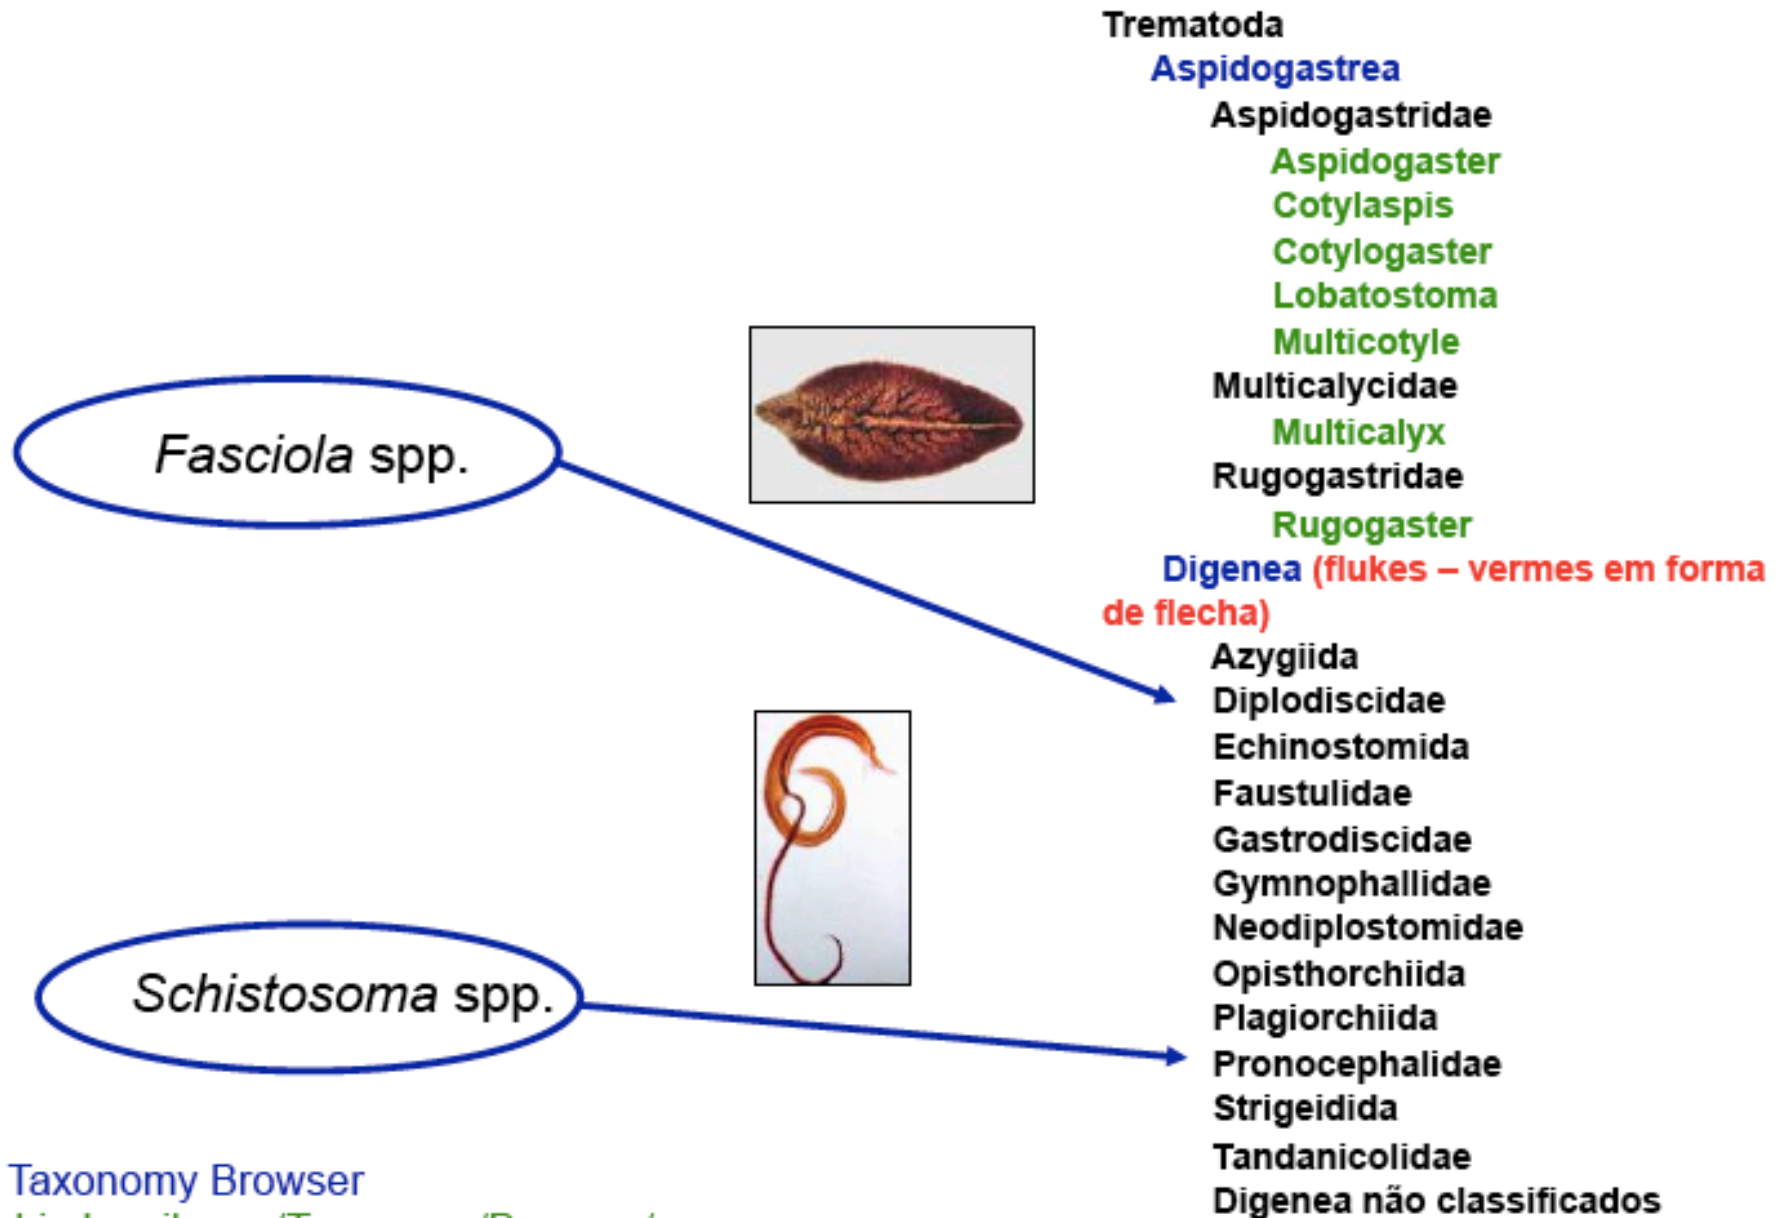 Trematoda
Aspidogastrea
Aspidogastridae
Aspidogaster
Cotylaspis
Cotylogaster
Lobatostoma
Multicotyle
Multicalycidae
Multicalyx
Rugogastridae
Rugogaster
Digenea (flukes – vermes em forma
de flecha)
Azygiida
Diplodiscidae
Echinostomida
Faustulidae
Gastrodiscidae
Gymnophallidae
Neodiplostomidae
Opisthorchiida
Plagiorchiida
Pronocephalidae
Strigeidida
Tandanicolidae
Digenea não classificados
Fasciola spp.
Schistosoma spp.
Taxonomy Browser